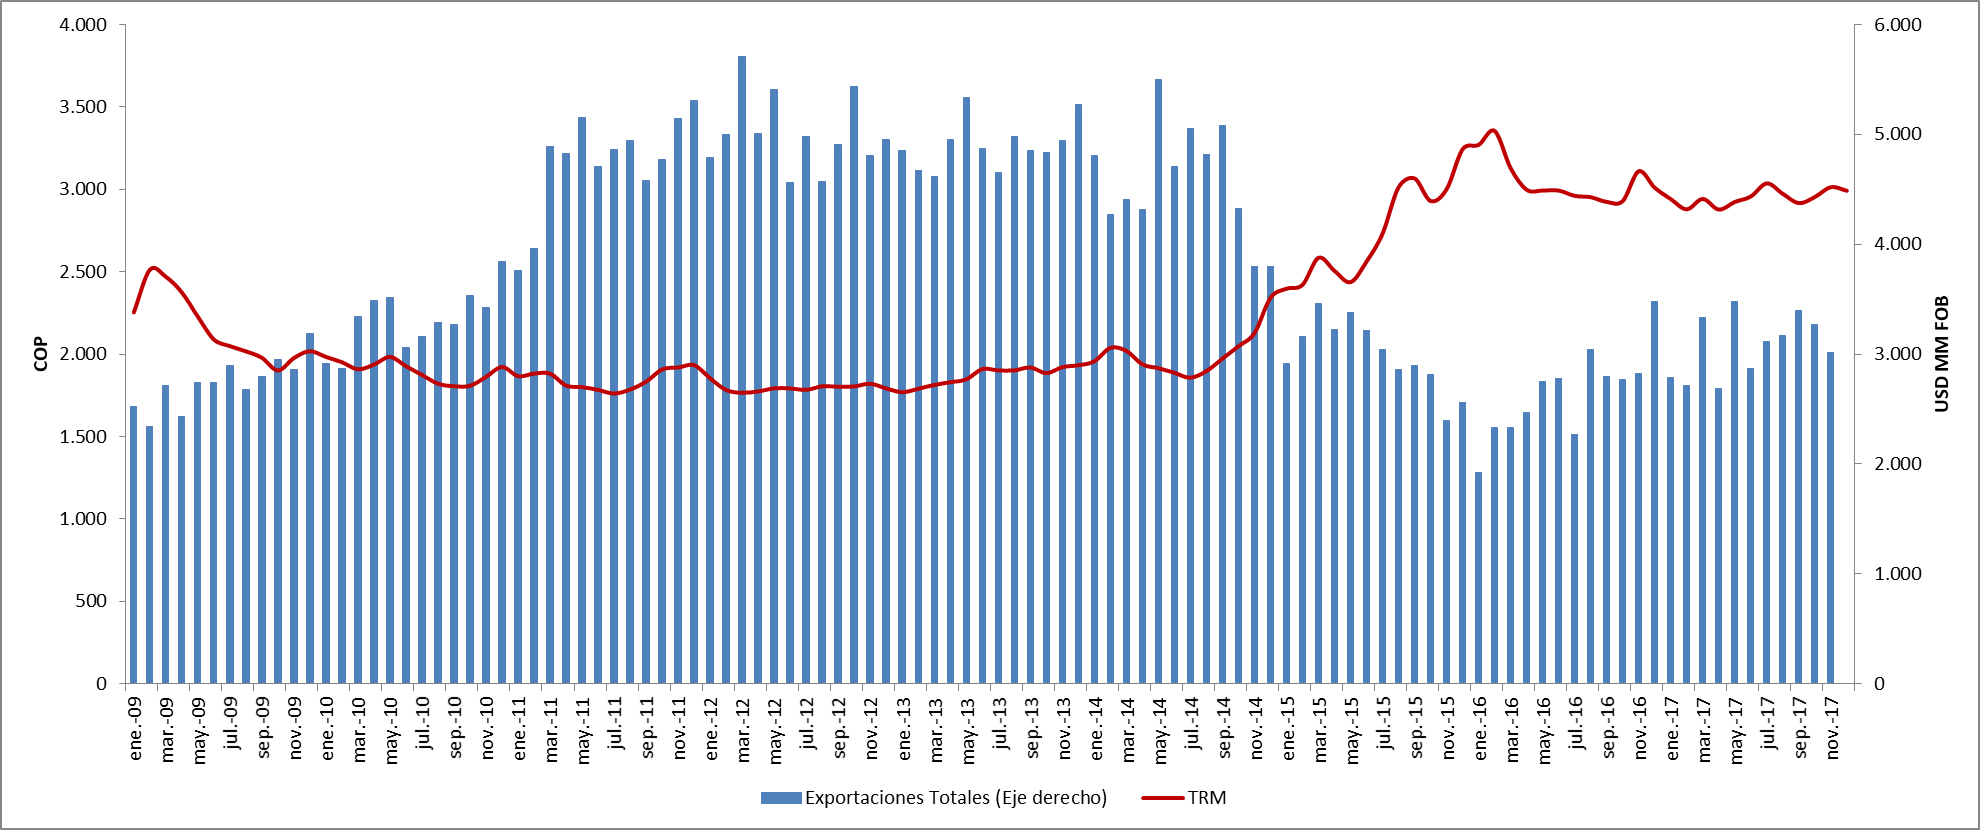 4.000
3.500
3.000
2.500
2.000
1.500
1.000
500
0
COP
6.000
5.000
4.000
3.000
2.000
1.000
0
USD MM FOB
ene.-09
mar.-09
may.-09
jul.-09
sep.-09
nov.-09
ene.-10
mar.-10
may.-10
jul.-10
sep.-10
nov.-10
ene.-11
mar.-11
may.-11
jul.-11
sep.-11
nov.-11
ene.-12
mar.-12
may.-12
jul.-12
sep.-12
nov.-12
ene.-13
mar.-13
may.-13
jul.-13
sep.-13
nov.-13
ene.-14
mar.-14
may.-14
jul.-14
sep.-14
nov.-14
ene.-15
mar.-15
may.-15
jul.-15
sep.-15
nov.-15
ene.-16
mar.-16
may.-16
jul.-16
sep.-16
nov.-16
ene.-17
mar.-17
may.-17
jul.-17
sep.-17
nov.-17
Exportaciones Totales (Eje derecho)
TRM